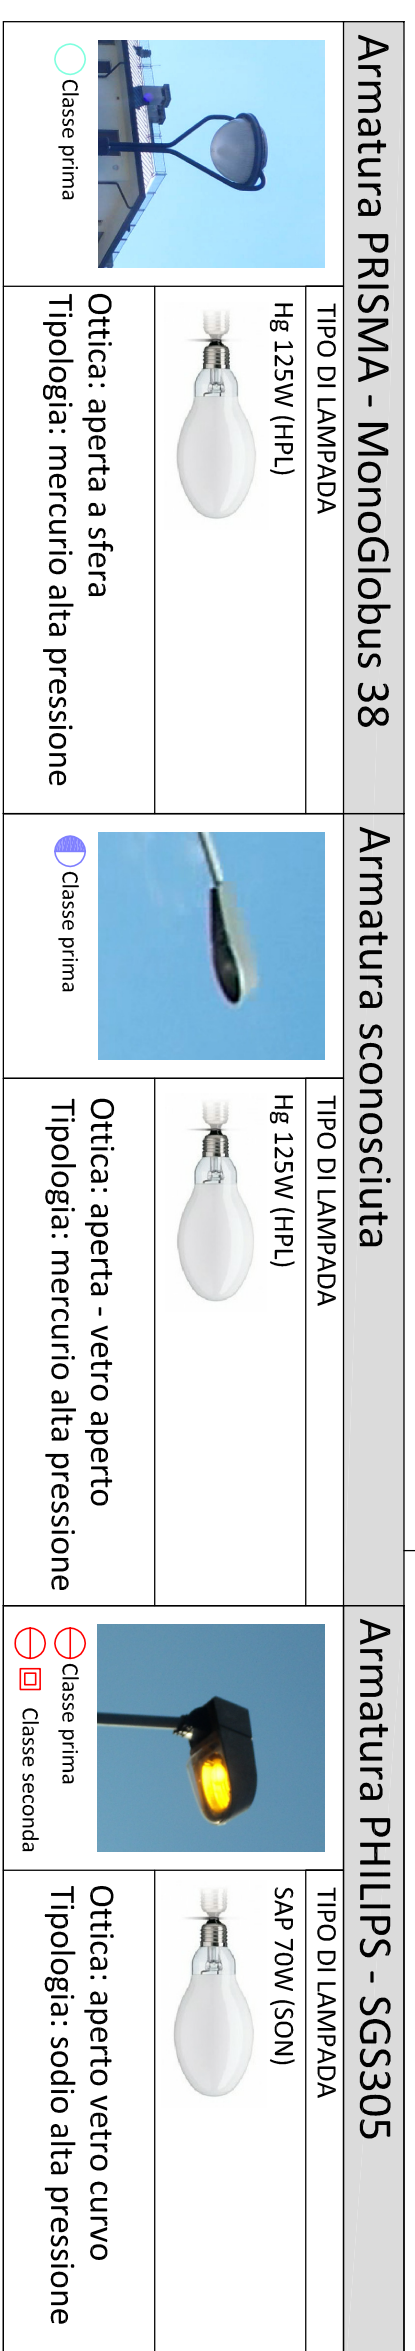 Armatura PRISMA - MonoGlobus 38
TIPO DI LAMPADA
Hg 125W (HPL)
Classe prima
Ottica: aperta a sfera
Tipologia: mercurio alta pressione
Armatura sconosciuta
TIPO DI LAMPADA
Hg 125W (HPL)
Classe prima
Ottica: aperta - vetro aperto
Tipologia: mercurio alta pressione
Armatura PHILIPS - SGS305
TIPO DI LAMPADA
SAP 70W (SON)
Classe prima
Classe seconda
Ottica: aperto vetro curvo
Tipologia: sodio alta pressione